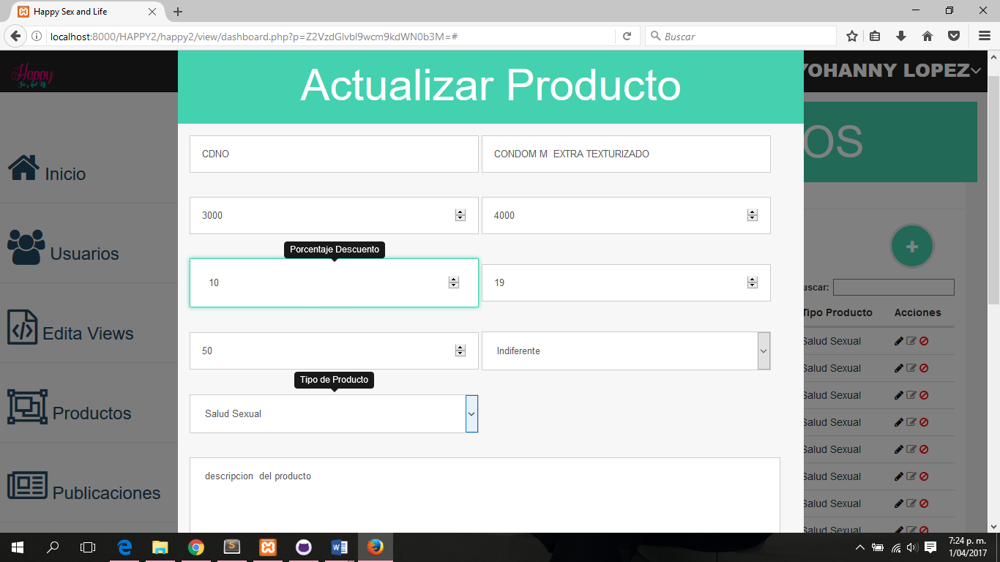 Happy Sex and Life
localhost:8000/HAPPY2/happy2/view/dashboard.php?p=Z2VzdGlvbl9wcm9kdWN0b3M=#
Buscar
Happy
Sex And Life
Actualizar Producto
YOHANNY LOPEZ
OS
Inicio
Usuarios
Edita Views
Productos
Publicaciones
CDNO
CONDOM M  EXTRA TEXTURIZADO
3000
4000
Porcentaje Descuento
10
19
50
Indiferente
Tipo de Producto
Salud Sexual
descripcion  del producto
uscar:
Tipo Producto Acciones
Salud Sexual
Salud Sexual
Salud Sexual
Salud Sexual
Salud Sexual
Salud Sexual
Salud Sexual
Salud Sexual
7:24 p. m.
1/04/2017